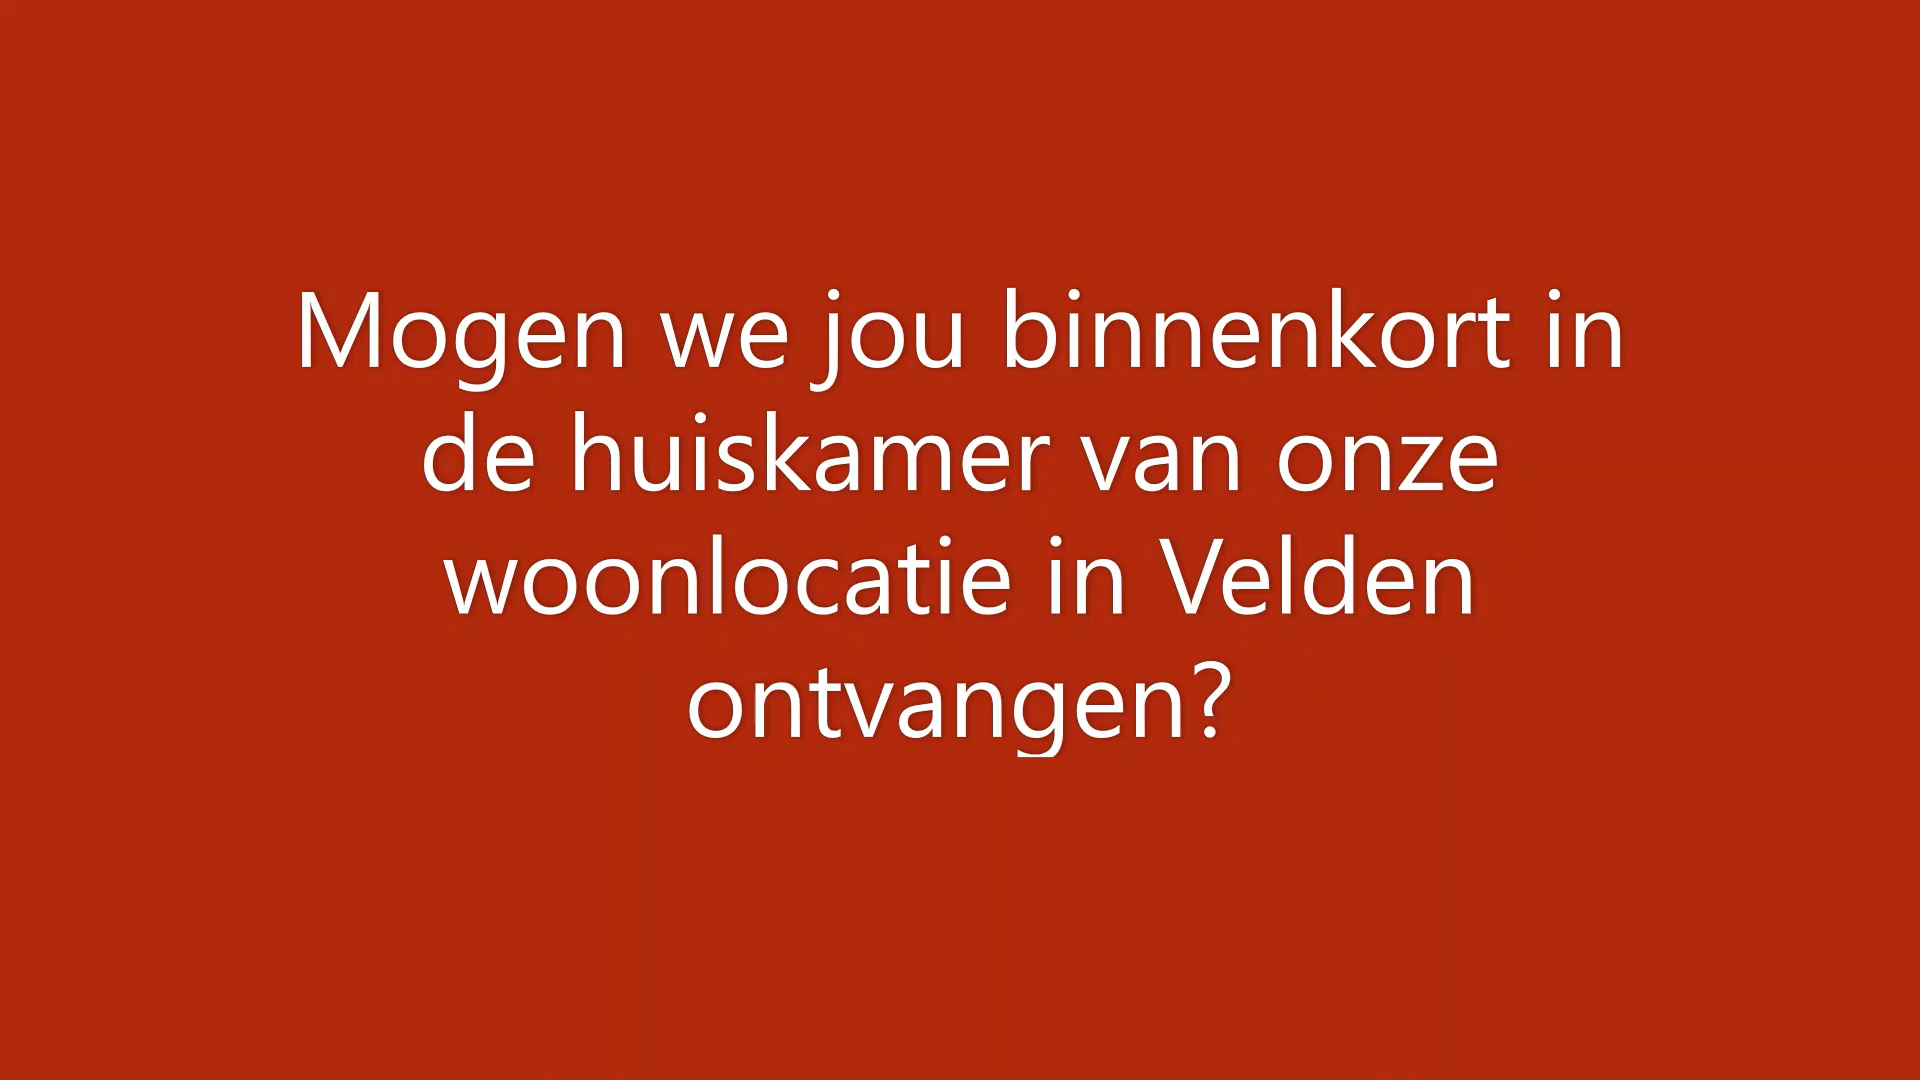 Mogen we jou binnenkort in
de huiskamer van onze
woonlocatie in Velden
ontvangen?